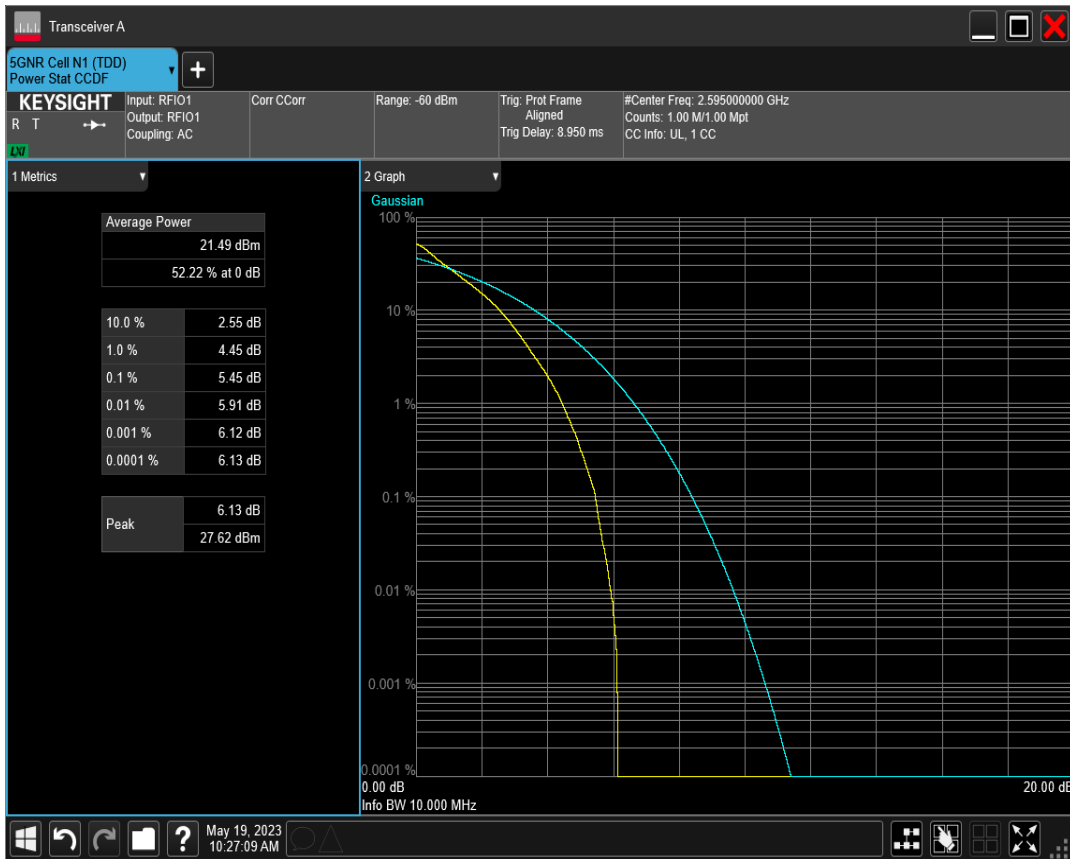 Transceiver A
5GNR Cell N1 (TDD)
Power Stat CCDF
+
KEYSIGHT
R T
LXI
Input: RFIO1
Output: RFIO1
Coupling: AC
Corr CCorr
Range: -60 dBm
Trig: Prot Frame
Aligned
Trig Delay: 8.950 ms
#Center Freq: 2.595000000 GHz
Counts: 1.00 M/1.00 Mpt
CC Info: UL, 1 CC
1 Metrics
Average Power
21.49 dBm
52.22 % at 0 dB
10.0 % 2.55 dB
1.0 % 4.45 dB
0.1 % 5.45 dB
0.01 % 5.91 dB
0.001 % 6.12 dB
0.0001 % 6.13 dB
Peak 6.13 dB
27.62 dBm
2 Graph
Gaussian
100 %
10 %
1 %
0.1 %
0.01 %
0.001 %
0.0001 %
0.00 dB 20.00 dB
Info BW 10.000 MHz
?
May 19, 2023
10:27:09 AM